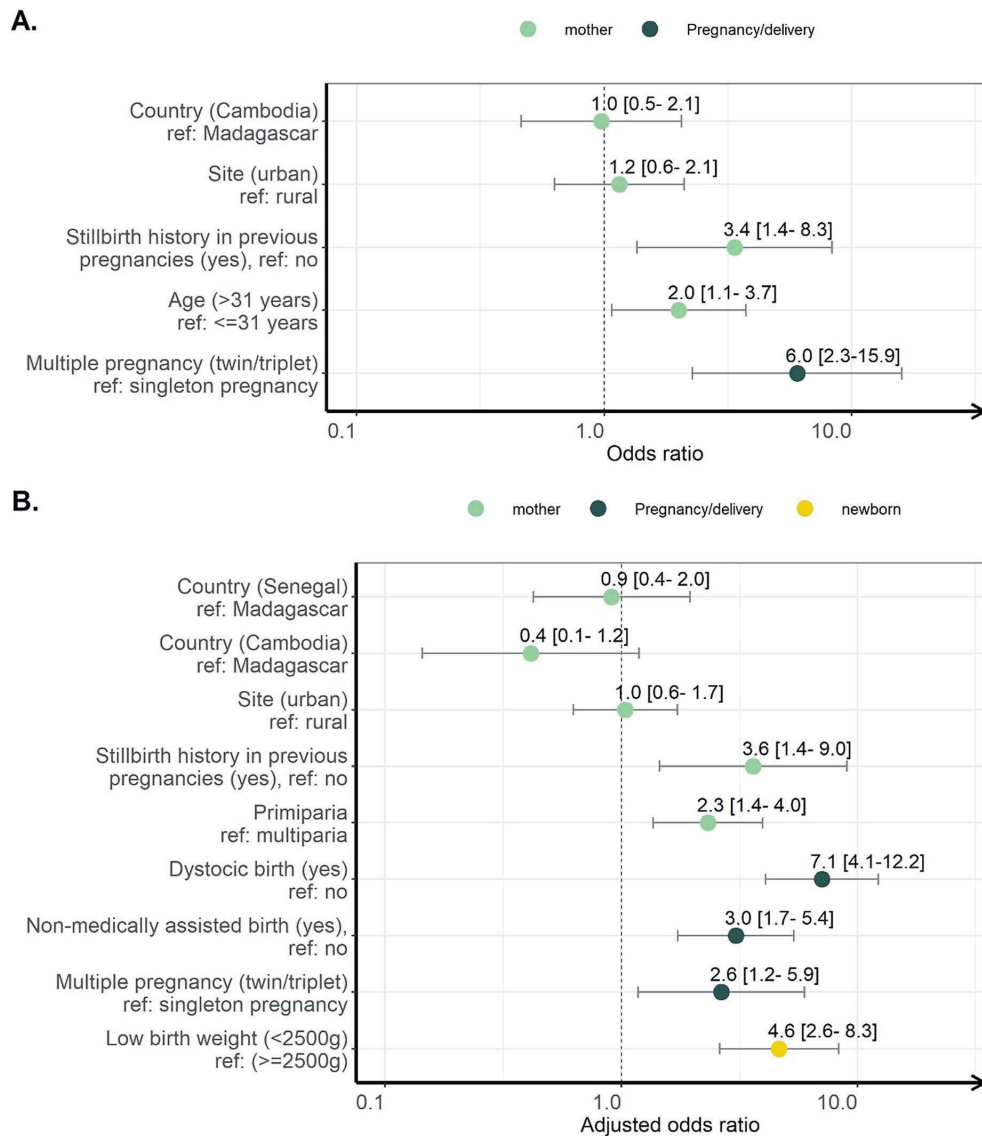 A.
mother Pregnancy/delivery
Country (Cambodia)
ref: Madagascar
1.0 [0.5- 2.1]
Site (urban)
ref: rural
1.2 [0.6- 2.1]
Stillbirth history in previous
pregnancies (yes), ref: no
3.4 [1.4- 8.3]
Age (>31 years)
ref: <=31 years
2.0 [1.1- 3.7]
Multiple pregnancy (twin/triplet)
ref: singleton pregnancy
6.0 [2.3-15.9]
0.1 1.0 10.0
Odds ratio
B.
mother Pregnancy/delivery newborn
Country (Senegal)
ref: Madagascar
0.9 [0.4- 2.0]
Country (Cambodia)
ref: Madagascar
0.4 [0.1- 1.2]
Site (urban)
ref: rural
1.0 [0.6- 1.7]
Stillbirth history in previous
pregnancies (yes), ref: no
3.6 [1.4- 9.0]
Primiparia
ref: multiparia
2.3 [1.4- 4.0]
Dystocic birth (yes)
ref: no
7.1 [4.1-12.2]
Non-medically assisted birth (yes),
ref: no
3.0 [1.7- 5.4]
Multiple pregnancy (twin/triplet)
ref: singleton pregnancy
2.6 [1.2- 5.9]
Low birth weight (<2500g)
ref: (>=2500g)
4.6 [2.6- 8.3]
0.1 1.0 10.0
Adjusted odds ratio